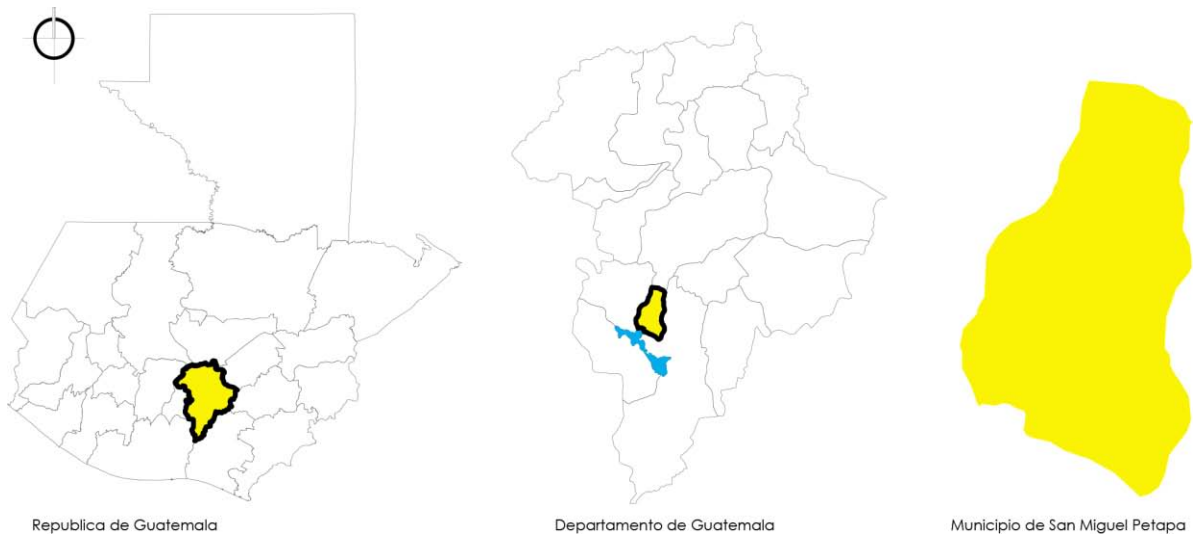 Republica de Guatemala
Departamento de Guatemala
Municipio de San Miguel Petapa